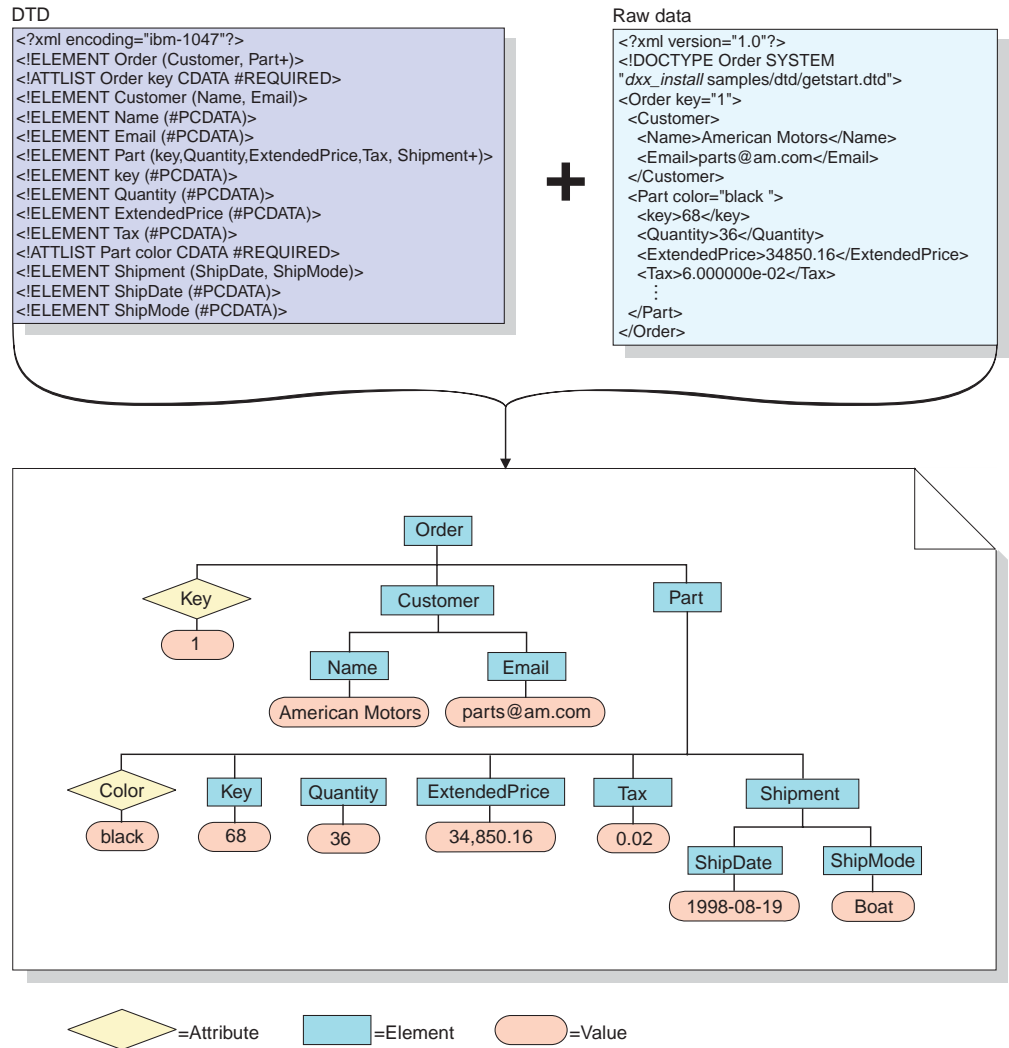 DTD
<?xml encoding="ibm-1047"?>
<!ELEMENT Order (Customer, Part+)>
<!ATTLIST Order key CDATA #REQUIRED>
<!ELEMENT Customer (Name, Email)>
<!ELEMENT Name (#PCDATA)>
<!ELEMENT Email (#PCDATA)>
<!ELEMENT Part (key,Quantity,ExtendedPrice,Tax, Shipment+)>
<!ELEMENT key (#PCDATA)>
<!ELEMENT Quantity (#PCDATA)>
<!ELEMENT ExtendedPrice (#PCDATA)>
<!ELEMENT Tax (#PCDATA)>
<!ATTLIST Part color CDATA #REQUIRED>
<!ELEMENT Shipment (ShipDate, ShipMode)>
<!ELEMENT ShipDate (#PCDATA)>
<!ELEMENT ShipMode (#PCDATA)>
+
Raw data
<?xml version="1.0"?>
<!DOCTYPE Order SYSTEM
"dxx_install samples/dtd/getstart.dtd">
<Order key="1">
<Customer>
<Name>American Motors</Name>
<Email>parts@am.com</Email>
</Customer>
<Part color="black ">
<key>68</key>
<Quantity>36</Quantity>
<ExtendedPrice>34850.16</ExtendedPrice>
<Tax>6.000000e-02</Tax>
⋮
</Part>
</Order>
Order
Key
Customer
Part
1
Name
Email
American Motors
parts@am.com
Color
Key
Quantity
ExtendedPrice
Tax
Shipment
black
68
36
34,850.16
0.02
ShipDate
ShipMode
1998-08-19
Boat
=Attribute
=Element
=Value